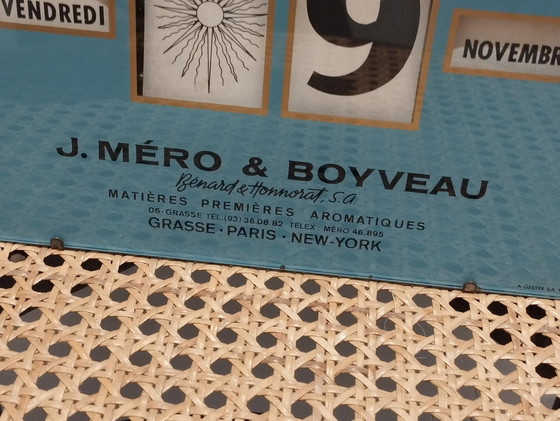 VENDREDI
9
NOVEMBR
J. MÉRO & BOYVEAU
Bénard & Honnorat, S.A.
MATIÈRES PREMIÈRES AROMATIQUES
06-GRASSE TÉL.(93) 36.08.82 TELEX: MÉRO 46.895
GRASSE · PARIS · NEW-YORK